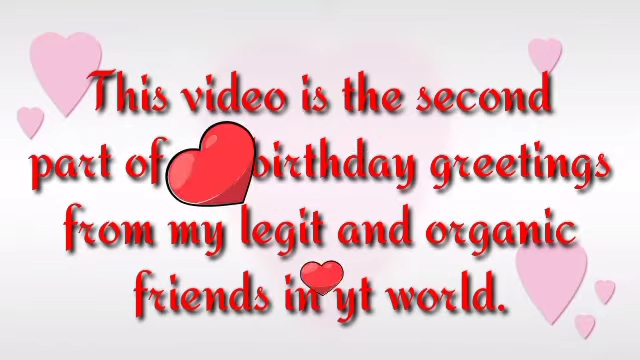 This video is the second
part of birthday greetings
from my legit and organic
friends in yt world.